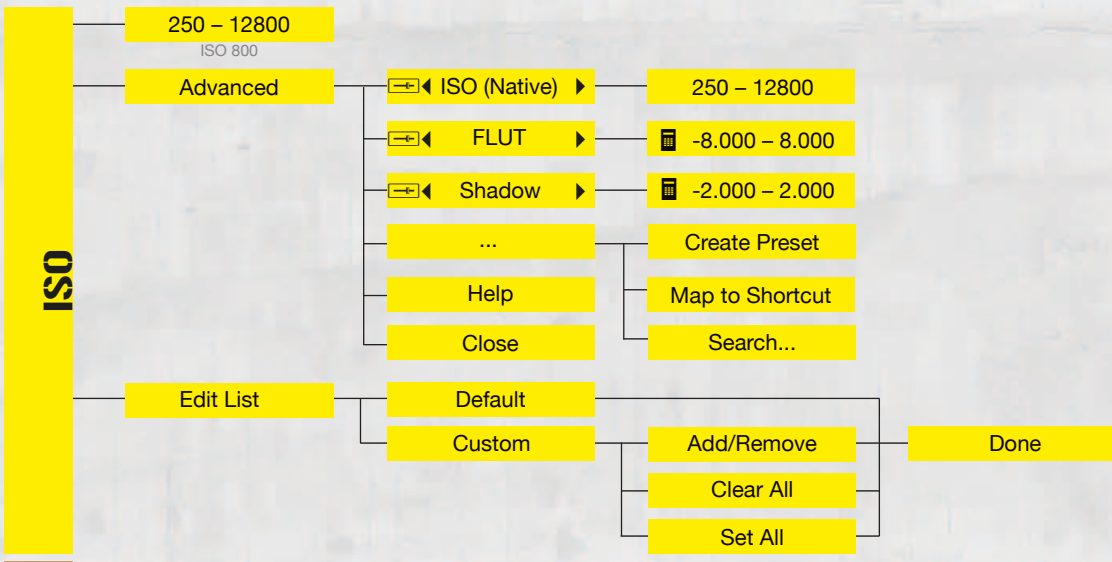 ISO
250 – 12800
ISO 800
Advanced
ISO (Native)
250 – 12800
FLUT
-8.000 – 8.000
Shadow
-2.000 – 2.000
...
Create Preset
Help
Map to Shortcut
Close
Search...
Edit List
Default
Custom
Add/Remove
Done
Clear All
Set All